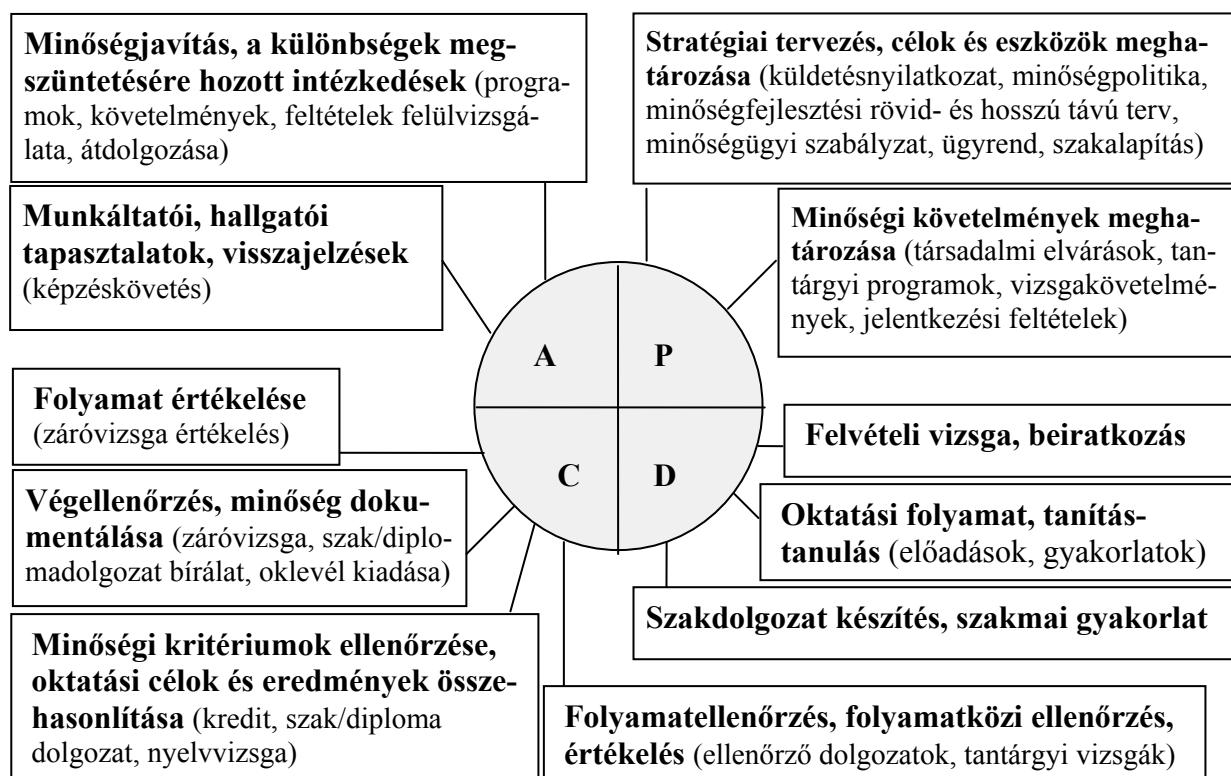 Minőségjavítás, a különbségek meg-
szüntetésére hozott intézkedések (progra-
mok, követelmények, feltételek felülvizsgá-
lata, átdolgozása)
Stratégiai tervezés, célok és eszközök megha-
tározása (küldetésnyilatkozat, minőségpolitika,
minőségfejlesztési rövid- és hosszú távú terv,
minőségügyi szabályzat, ügyrend, szakalapítás)
Munkáltatói, hallgatói
tapasztalatok, visszajelzések
(képzéskövetés)
Minőségi követelmények megha-
tározása (társadalmi elvárások, tan-
tárgyi programok, vizsgakövetelmé-
nyek, jelentkezési feltételek)
A
P
Folyamat értékelése
(záróvizsga értékelés)
Felvételi vizsga, beiratkozás
C
D
Végellenőrzés, minőség doku-
mentálása (záróvizsga, szak/diplo-
madolgozat bírálat, oklevél kiadása)
Oktatási folyamat, tanítás-
tanulás (előadások, gyakorlatok)
Szakdolgozat készítés, szakmai gyakorlat
Minőségi kritériumok ellenőrzése,
oktatási célok és eredmények össze-
hasonlítása (kredit, szak/diploma
dolgozat, nyelvvizsga)
Folyamatellenőrzés, folyamatközi ellenőrzés,
értékelés (ellenőrző dolgozatok, tantárgyi vizsgák)